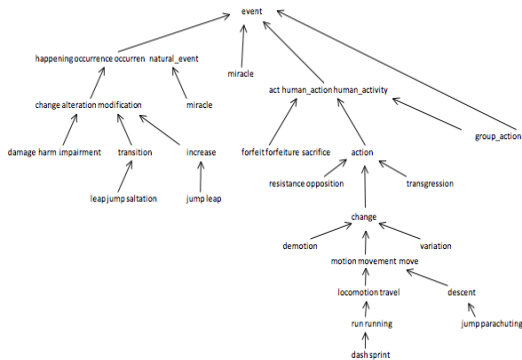 event
happening occurrence occurren natural_event
miracle
act human_action human_activity
change alteration modification
miracle
group_action
damage harm impairment
transition
increase
forfeit forfeiture sacrifice
action
resistance opposition
transgression
leap jump saltation
jump leap
change
demotion
variation
motion movement move
locomotion travel
descent
run running
jump parachuting
dash sprint